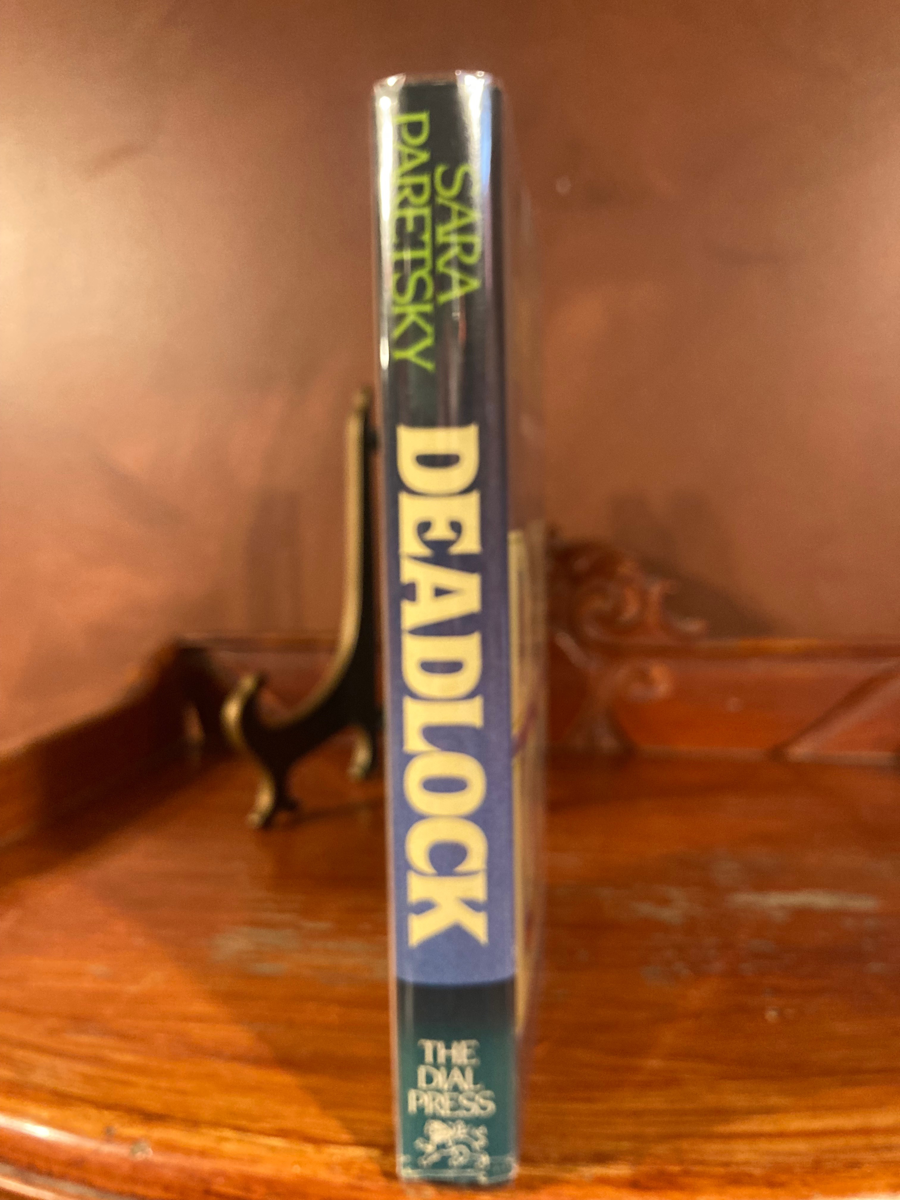 SARA
PARETSKY
DEADLOCK
THE
DIAL
PRESS